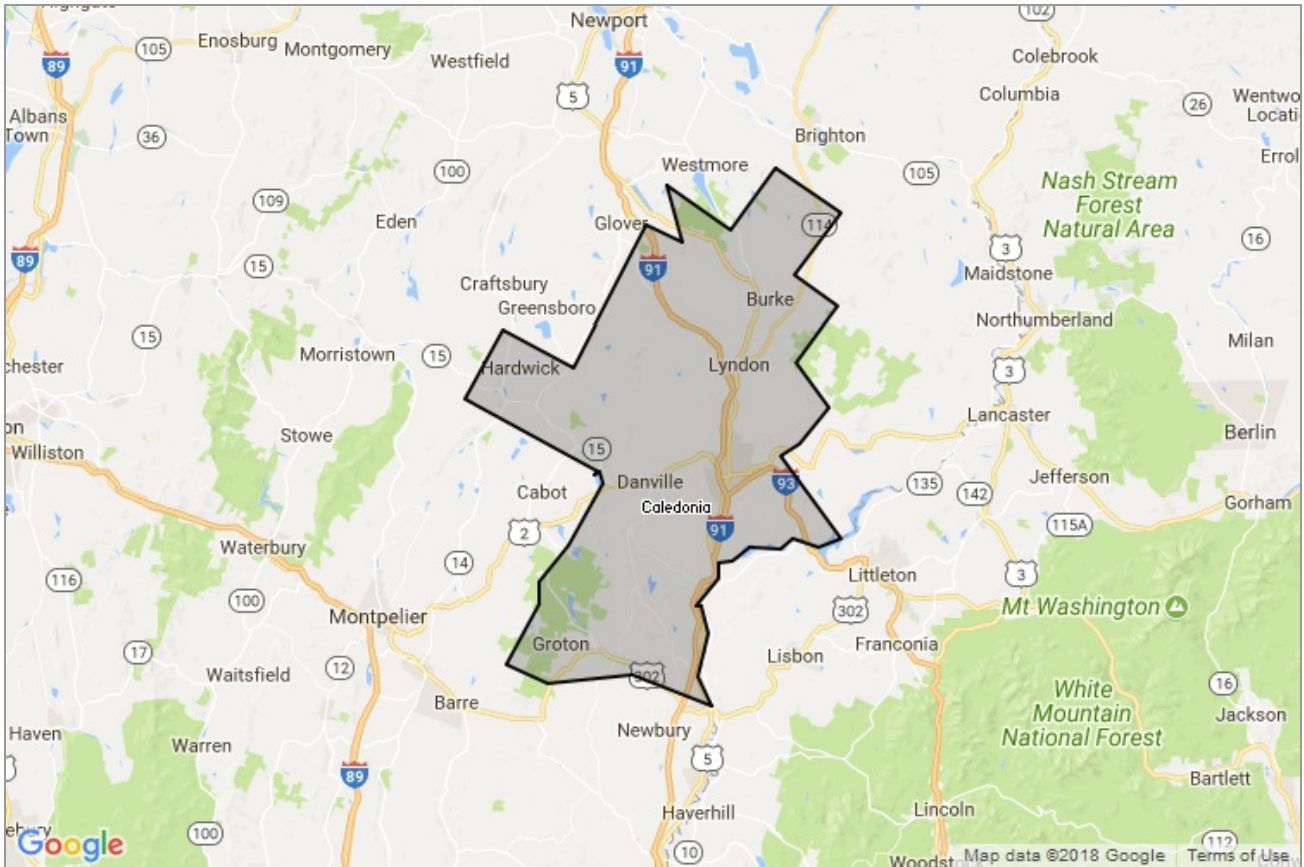 Newport
102
105
Enosburg
Montgomery
Westfield
Colebrook
89
91
5
Columbia
26
Albans
Town
36
Brighton
Errol
Westmore
100
105
Nash Stream
Forest
Natural Area
109
Eden
Glover
114
16
89
15
91
3
Maidstone
Craftsbury
Greensboro
Burke
Northumberland
15
Morristown
15
Milan
Hardwick
Lyndon
3
Lancaster
Stowe
Berlin
Williston
15
Jefferson
Cabot
Danville
93
135
142
Gorham
Caledonia
2
91
115A
Waterbury
14
116
100
Littleton
3
Montpelier
302
Mt Washington
Groton
Franconia
17
12
Lisbon
Waitsfield
302
16
Barre
White
Mountain
National Forest
Jackson
Haven
Warren
Newbury
89
5
Bartlett
Haverhill
Lincoln
100
112
10
Google
Map data ©2018 Google
Terms of Use